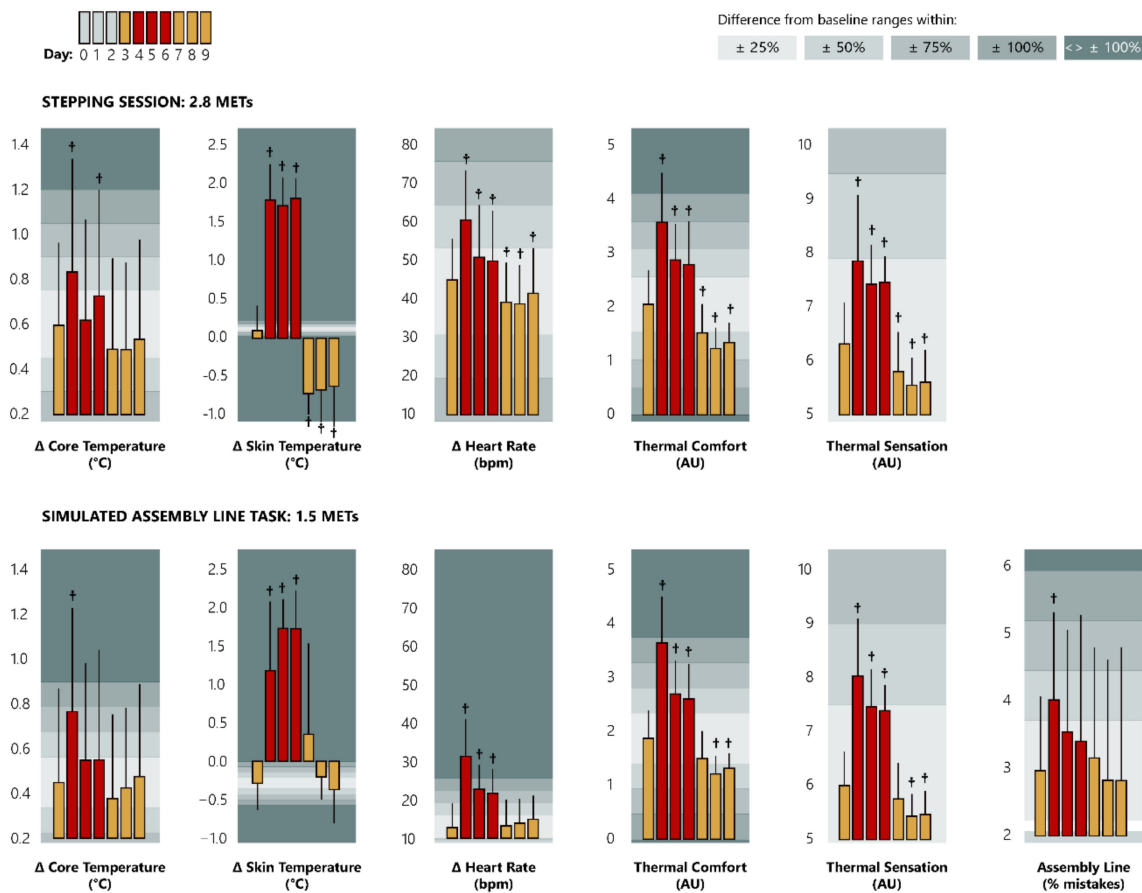 Difference from baseline ranges within:
± 25% ± 50% ± 75% ± 100% <> ± 100%
Day: 0 1 2 3 4 5 6 7 8 9
STEPPING SESSION: 2.8 METs
1.4
1.2
1.0
0.8
0.6
0.4
0.2
† †
Δ Core Temperature
(°C)
2.5
2.0
1.5
1.0
0.5
0.0
-0.5
-1.0
† † †
† † †
Δ Skin Temperature
(°C)
80
70
60
50
40
30
20
10
† † † † † †
Δ Heart Rate
(bpm)
5
4
3
2
1
0
† † † † † †
Thermal Comfort
(AU)
10
9
8
7
6
5
† † † † † †
Thermal Sensation
(AU)
SIMULATED ASSEMBLY LINE TASK: 1.5 METs
1.4
1.2
1.0
0.8
0.6
0.4
0.2
†
Δ Core Temperature
(°C)
2.5
2.0
1.5
1.0
0.5
0.0
-0.5
-1.0
† † †
Δ Skin Temperature
(°C)
80
70
60
50
40
30
20
10
† † †
Δ Heart Rate
(bpm)
5
4
3
2
1
0
† † † † †
Thermal Comfort
(AU)
10
9
8
7
6
5
† † † † †
Thermal Sensation
(AU)
6
5
4
3
2
†
Assembly Line
(% mistakes)